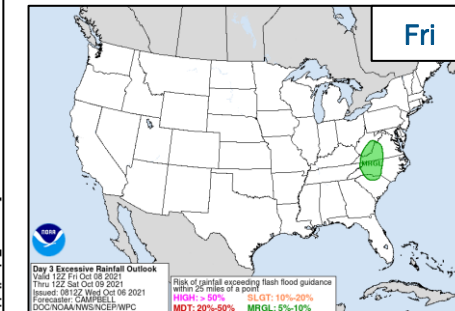 Fri
MRGL
NOAA
Day 3 Excessive Rainfall Outlook
Valid 12Z Fri Oct 08 2021
Thru 12Z Sat Oct 09 2021
Issued: 0812Z Wed Oct 06 2021
Forecaster: CAMPBELL
DOC/NOAA/NWS/NCEP/WPC
Risk of rainfall exceeding flash flood guidance
within 25 miles of a point
HIGH: > 50% SLGT: 10%-20%
MDT: 20%-50% MRGL: 5%-10%